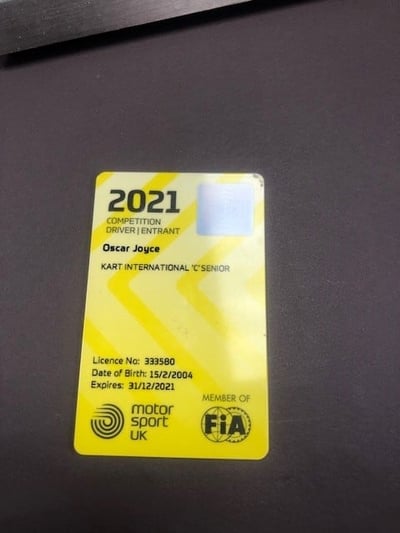 2021
COMPETITION
DRIVER | ENTRANT
Oscar Joyce
KART INTERNATIONAL 'C' SENIOR
Licence No: 333580
Date of Birth: 15/2/2004
Expires: 31/12/2021
motor
sport
UK
MEMBER OF
FiA